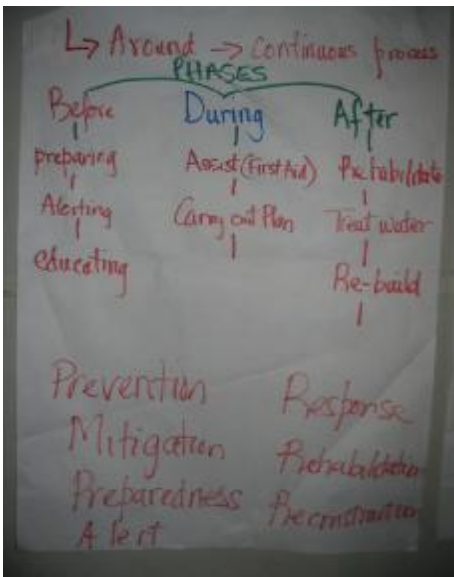 ↳ Around → Continuous process
PHASES
Before During After
preparing Assist (First Aid) Rehabilitate
Alerting Carry out Plan Treat water
educating Re-build
Prevention Response
Mitigation Rehabilitation
Preparedness Reconstruction
Alert